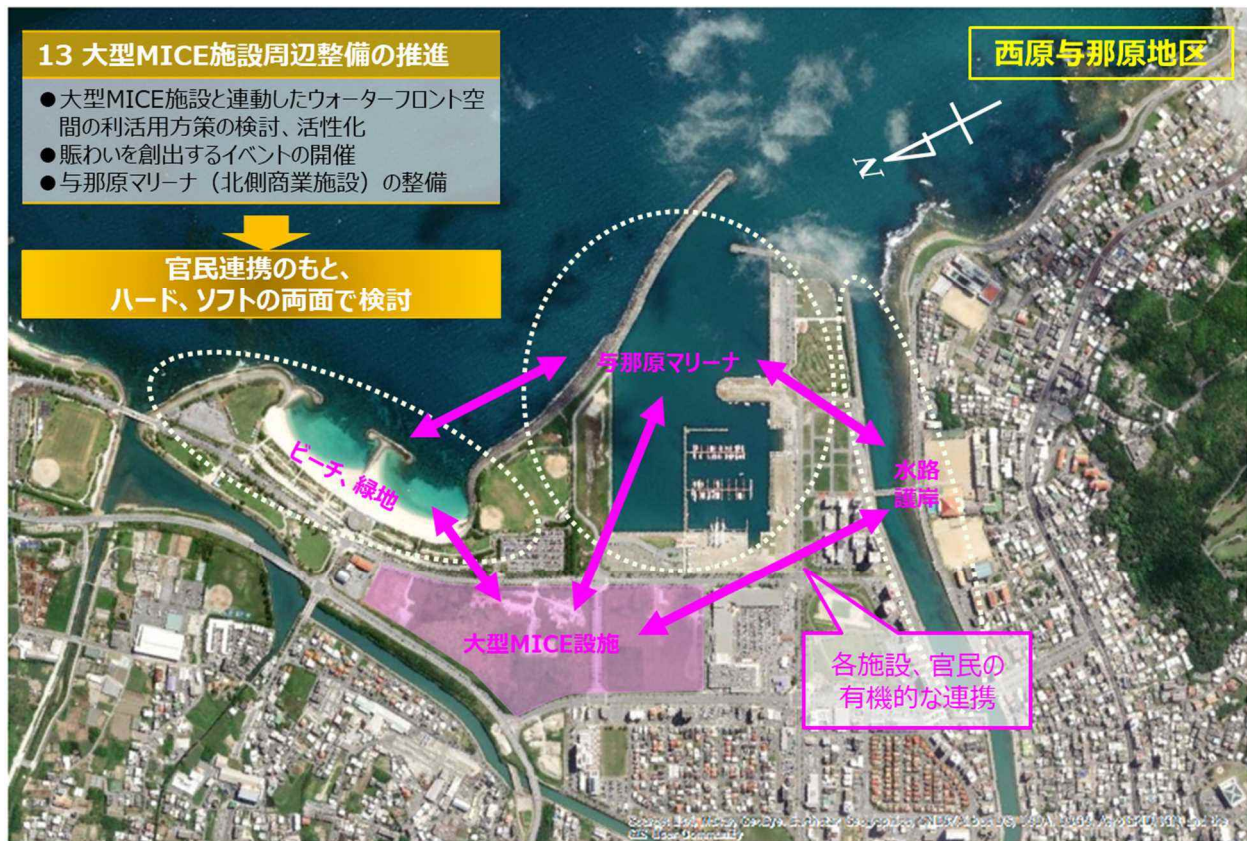 13 大型MICE施設周辺整備の推進
●大型MICE施設と連動したウォーターフロント空
間の利活用方策の検討、活性化
●賑わいを創出するイベントの開催
●与那原マリーナ（北側商業施設）の整備
官民連携のもと、
ハード、ソフトの両面で検討
西原与那原地区
N
与那原マリーナ
ビーチ、緑地
水路
護岸
大型MICE設施
各施設、官民の
有機的な連携
GIS User Community